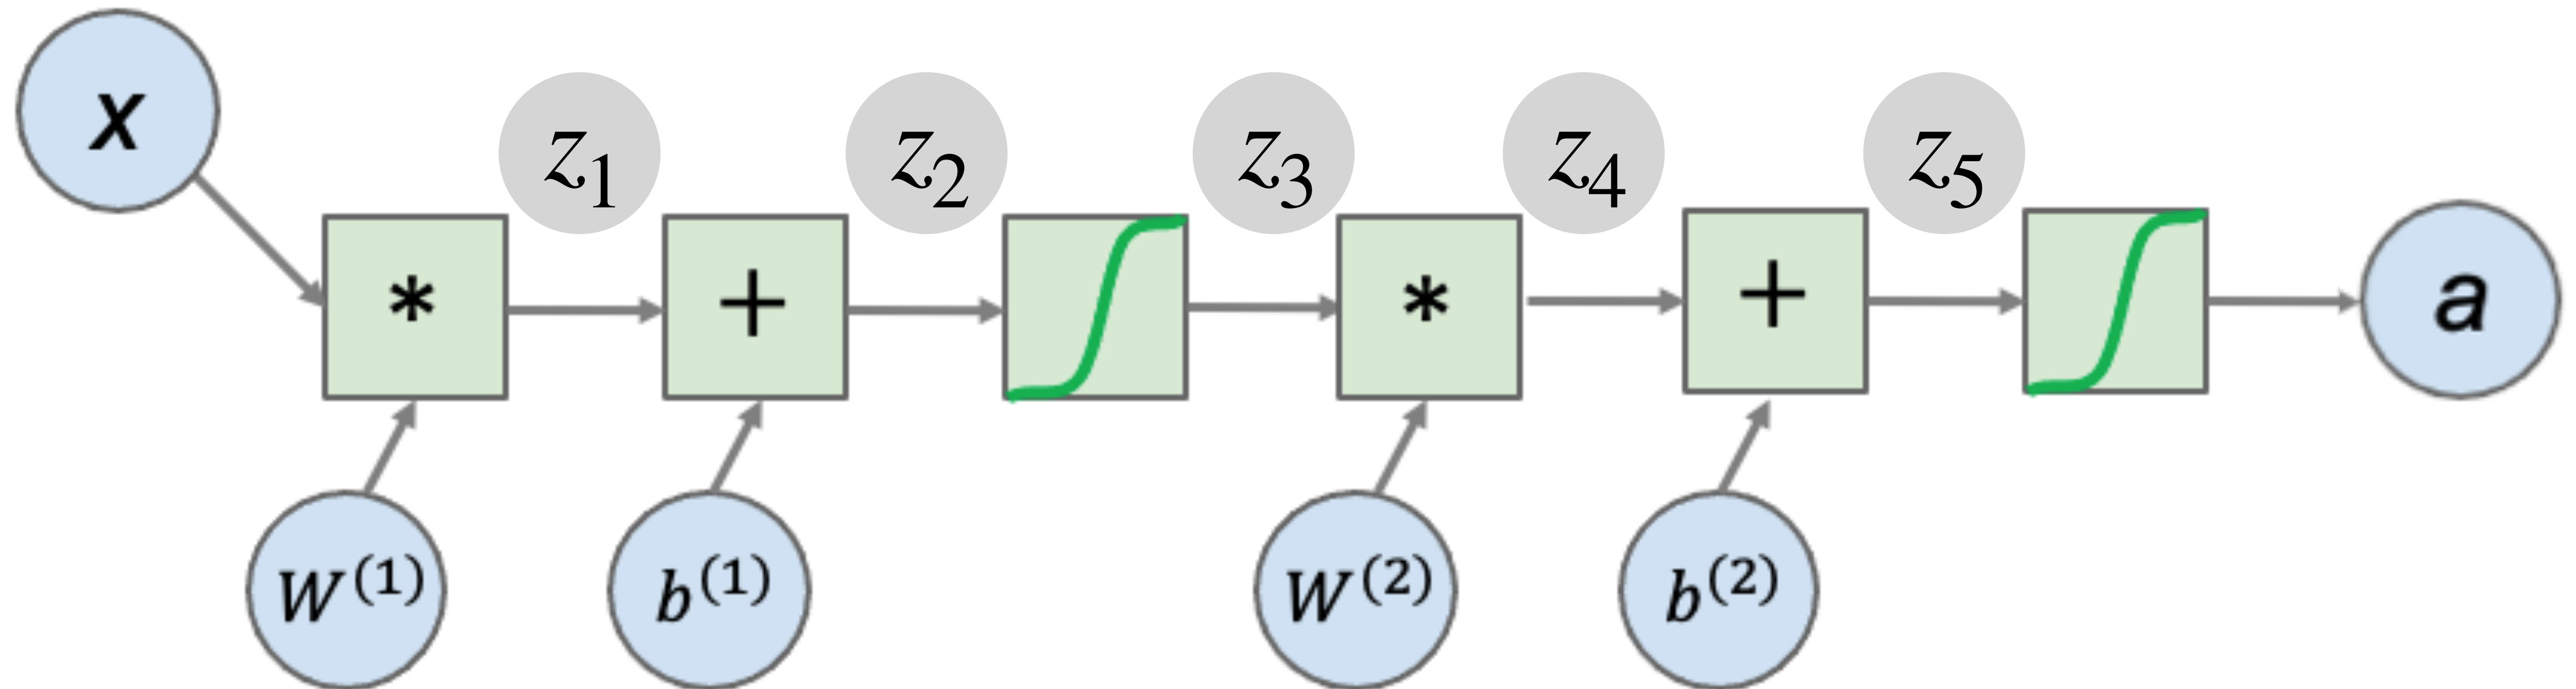 x
z₁ z₂ z₃ z₄ z₅
* + * + a
W⁽¹⁾ b⁽¹⁾ W⁽²⁾ b⁽²⁾